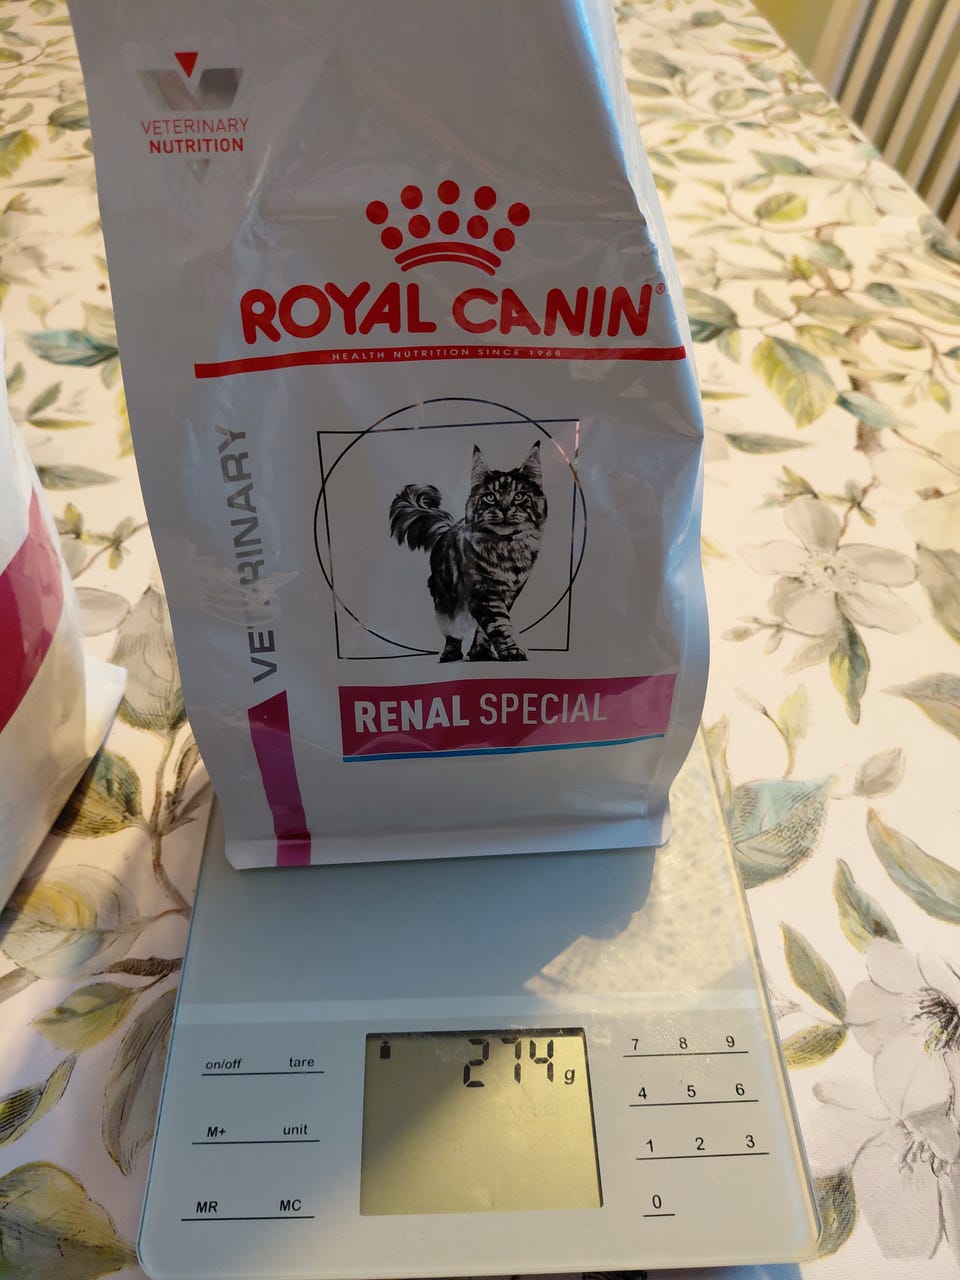 VETERINARY
NUTRITION
ROYAL CANIN®
HEALTH NUTRITION SINCE 1968
VETERINARY
RENAL SPECIAL
274 g
on/off tare
M+ unit
MR MC
7 8 9
4 5 6
1 2 3
0